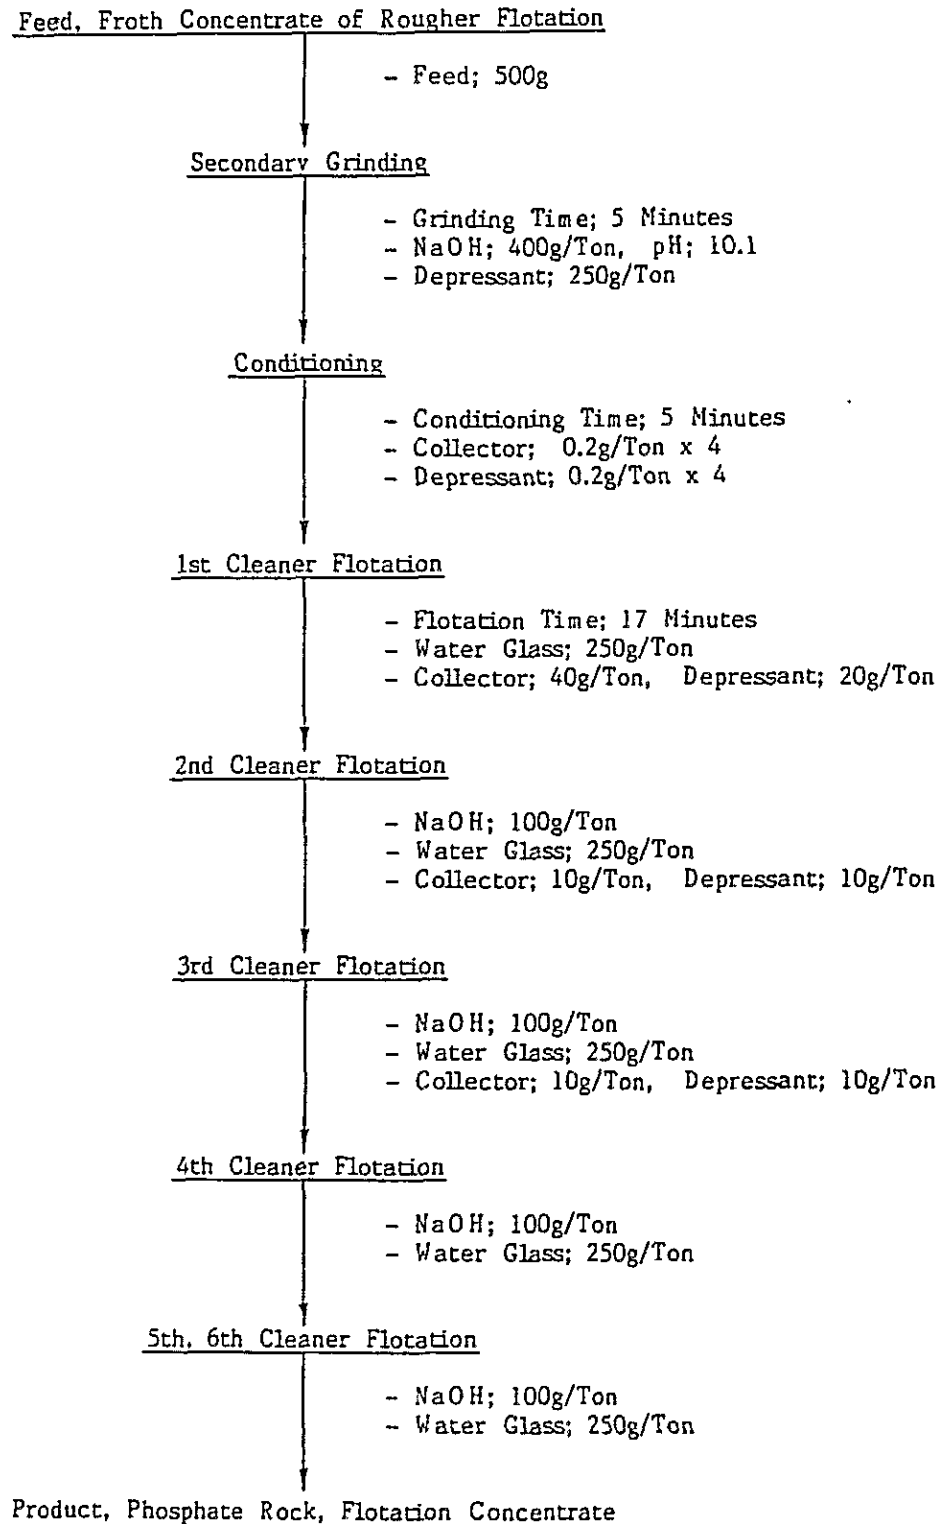 Feed, Froth Concentrate of Rougher Flotation
- Feed; 500g
Secondary Grinding
- Grinding Time; 5 Minutes
- NaOH; 400g/Ton, pH; 10.1
- Depressant; 250g/Ton
Conditioning
- Conditioning Time; 5 Minutes
- Collector; 0.2g/Ton x 4
- Depressant; 0.2g/Ton x 4
1st Cleaner Flotation
- Flotation Time; 17 Minutes
- Water Glass; 250g/Ton
- Collector; 40g/Ton, Depressant; 20g/Ton
2nd Cleaner Flotation
- NaOH; 100g/Ton
- Water Glass; 250g/Ton
- Collector; 10g/Ton, Depressant; 10g/Ton
3rd Cleaner Flotation
- NaOH; 100g/Ton
- Water Glass; 250g/Ton
- Collector; 10g/Ton, Depressant; 10g/Ton
4th Cleaner Flotation
- NaOH; 100g/Ton
- Water Glass; 250g/Ton
5th, 6th Cleaner Flotation
- NaOH; 100g/Ton
- Water Glass; 250g/Ton
Product, Phosphate Rock, Flotation Concentrate